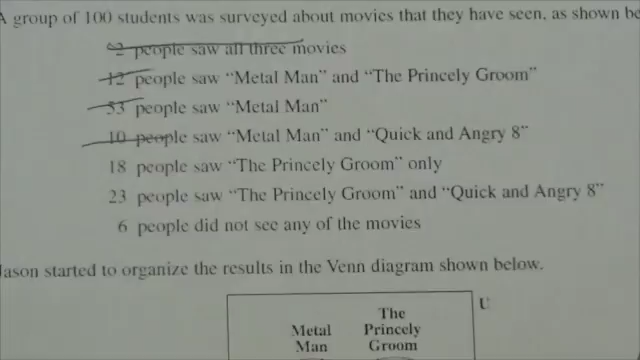 A group of 100 students was surveyed about movies that they have seen, as shown be
2 people saw all three movies
12 people saw "Metal Man" and "The Princely Groom"
53 people saw "Metal Man"
10 people saw "Metal Man" and "Quick and Angry 8"
18 people saw "The Princely Groom" only
23 people saw "The Princely Groom" and "Quick and Angry 8"
6 people did not see any of the movies
Jason started to organize the results in the Venn diagram shown below.
U
Metal Man
The Princely Groom